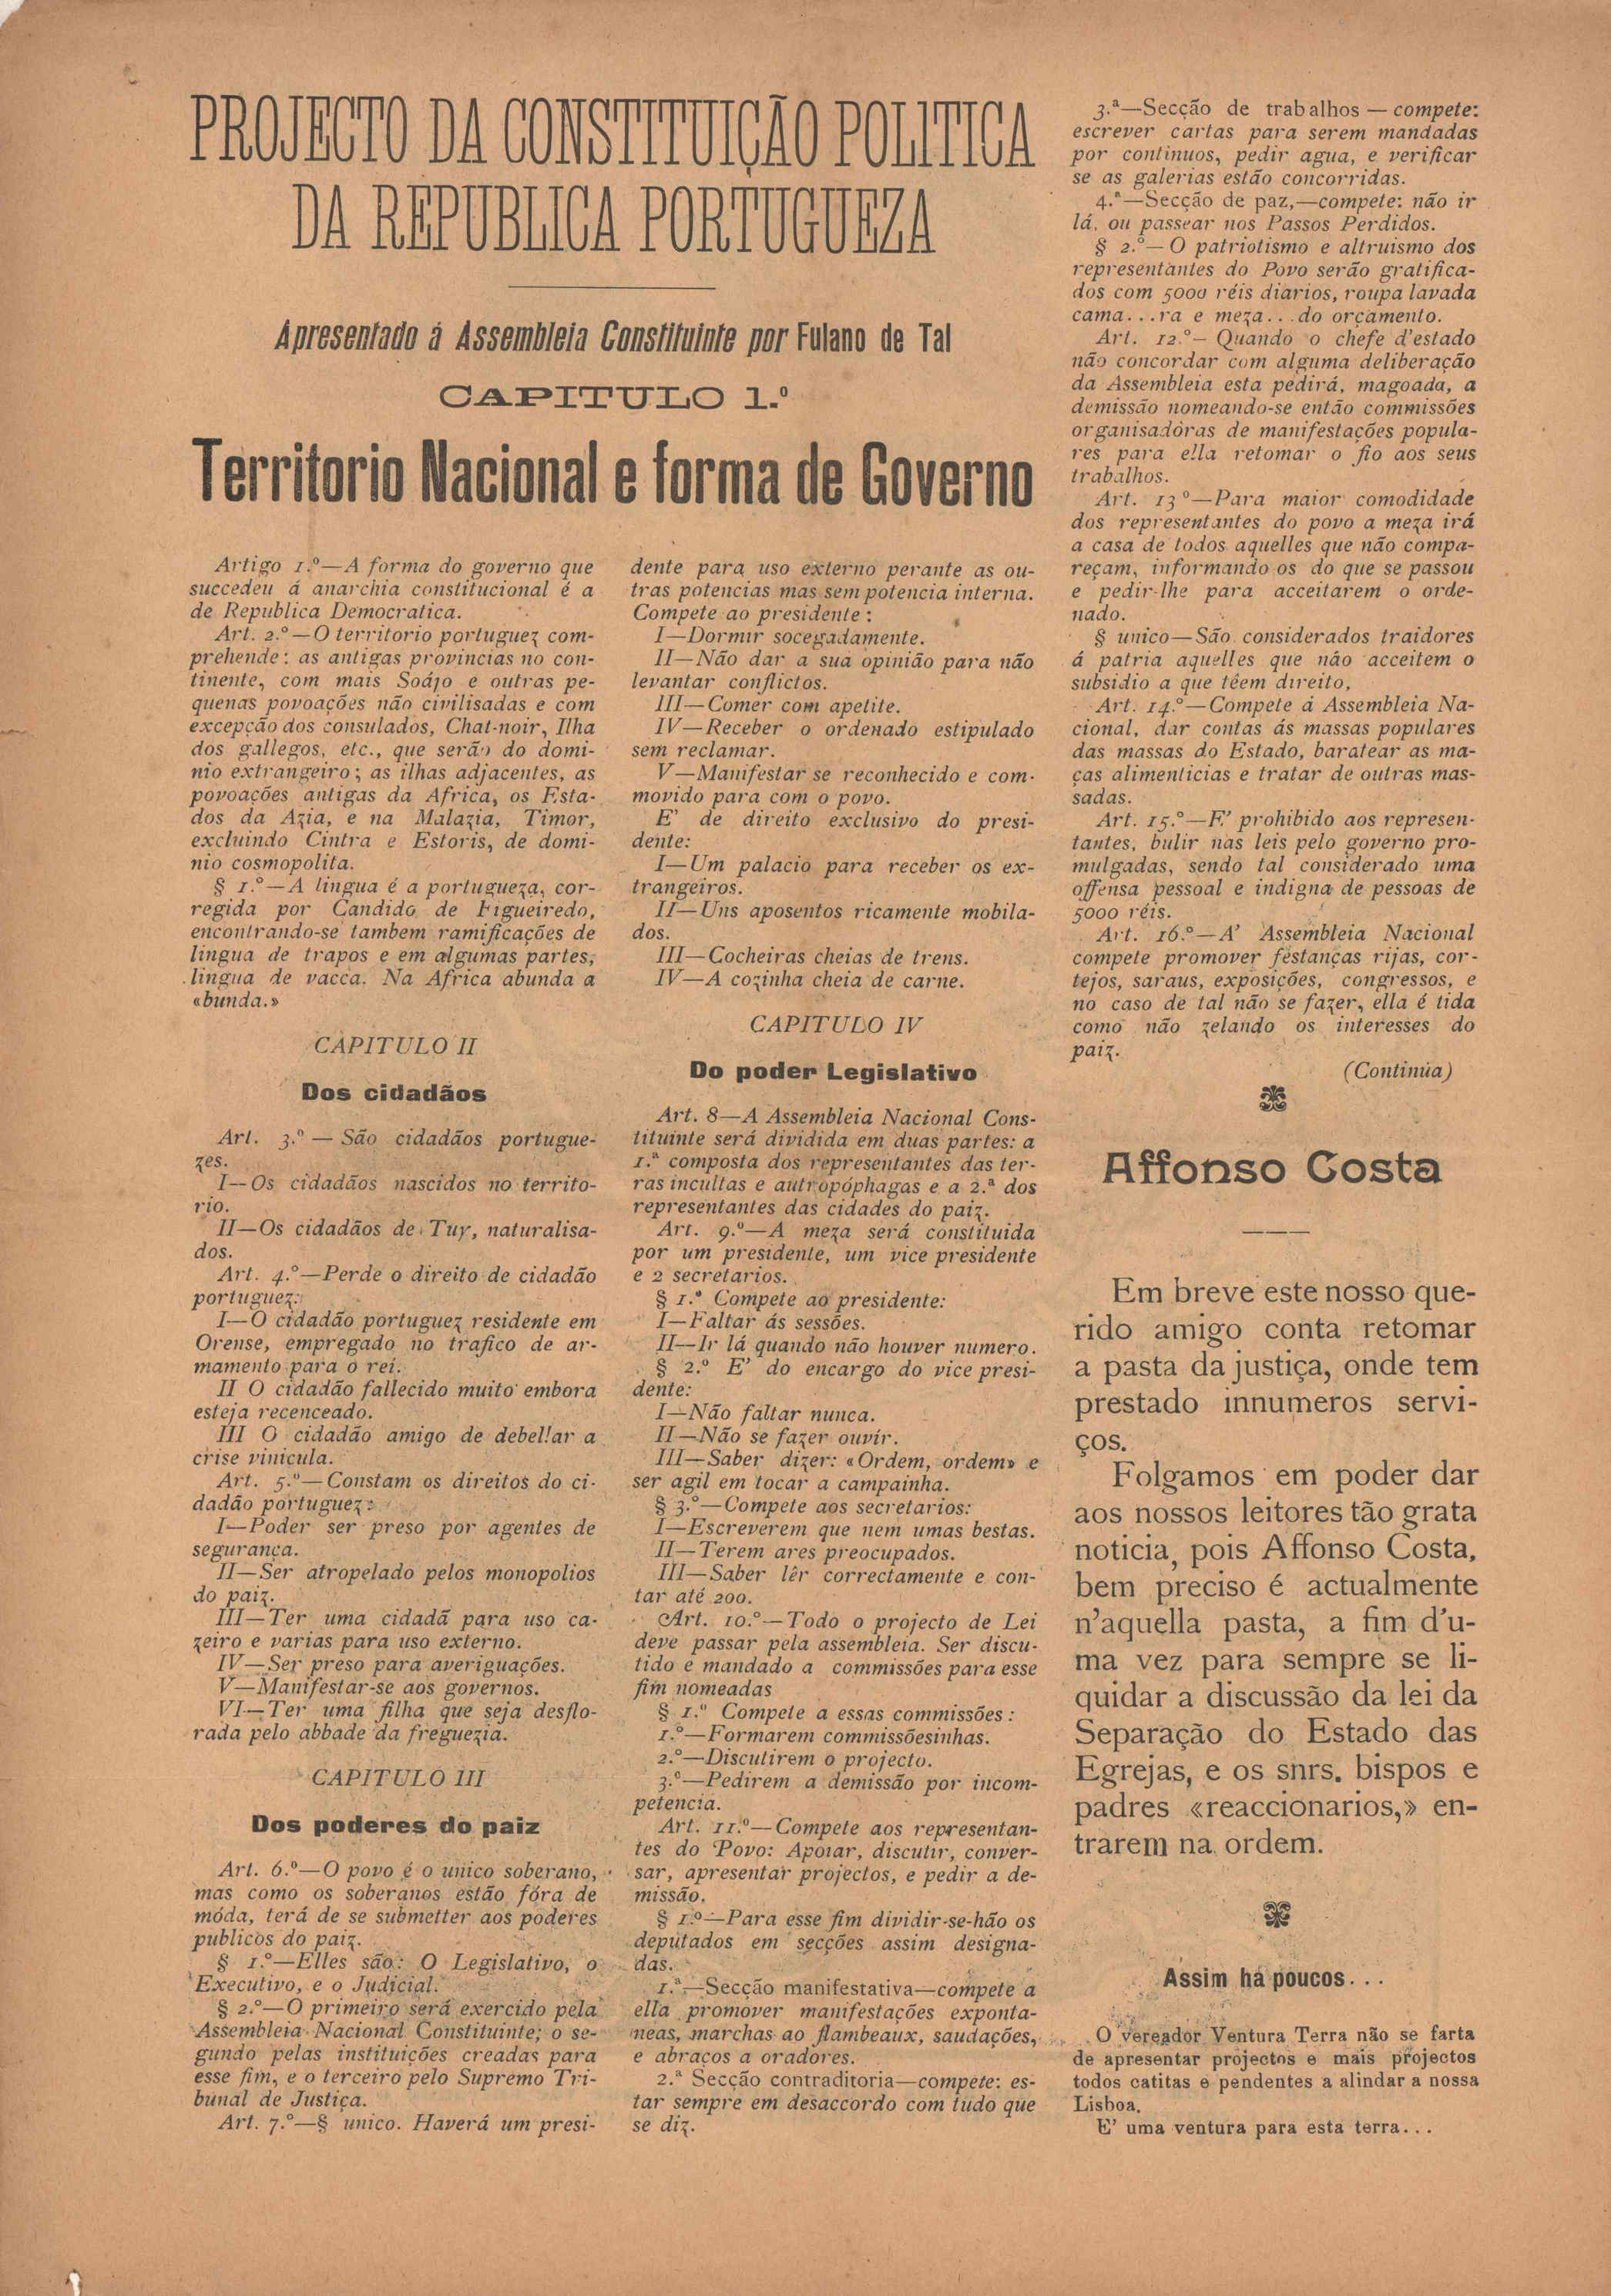 PROJECTO DA CONSTITUIÇÃO POLITICA
DA REPUBLICA PORTUGUEZA
Apresentado á Assembleia Constituinte por Fulano de Tal
CAPITULO 1.º
Territorio Nacional e forma de Governo
Artigo 1.º—A forma do governo que
succedeu á anarchia constitucional é a
de Republica Democratica.
Art. 2.º—O territorio portuguez com-
prehende: as antigas provincias no con-
tinente, com mais Soájo e outras pe-
quenas povoações não civilisadas e com
excepção dos consulados, Chat-noir, Ilha
dos gallegos, etc., que serão do domi-
nio extrangeiro; as ilhas adjacentes, as
povoações antigas da Africa, os Esta-
dos da Azia, e na Malazia, Timor,
excluindo Cintra e Estoris, de domi-
nio cosmopolita.
§ 1.º—A lingua é a portugueza, cor-
regida por Candido de Figueiredo,
encontrando-se tambem ramificações de
lingua de trapos e em algumas partes,
lingua de vacca. Na Africa abunda a
«bunda.»
CAPITULO II
Dos cidadãos
Art. 3.º — São cidadãos portugue-
zes.
I—Os cidadãos nascidos no territo-
rio.
II—Os cidadãos de Tuy, naturalisa-
dos.
Art. 4.º—Perde o direito de cidadão
portuguez:
I—O cidadão portuguez residente em
Orense, empregado no trafico de ar-
mamento para o rei.
II O cidadão fallecido muito embora
esteja recenceado.
III O cidadão amigo de debellar a
crise vinicula.
Art. 5.º—Constam os direitos do ci-
dadão portuguez:
I—Poder ser preso por agentes de
segurança.
II—Ser atropelado pelos monopolios
do paiz.
III—Ter uma cidadã para uso ca-
zeiro e varias para uso externo.
IV—Ser preso para averiguações.
V—Manifestar-se aos governos.
VI—Ter uma filha que seja desflo-
rada pelo abbade da freguezia.
CAPITULO III
Dos poderes do paiz
Art. 6.º—O povo é o unico soberano,
mas como os soberanos estão fóra de
móda, terá de se submetter aos poderes
publicos do paiz.
§ 1.º—Elles são: O Legislativo, o
Executivo, e o Judicial.
§ 2.º—O primeiro será exercido pela
Assembleia Nacional Constituinte; o se-
gundo pelas instituições creadas para
esse fim, e o terceiro pelo Supremo Tri-
bunal de Justiça.
Art. 7.º—§ unico. Haverá um presi-
dente para uso externo perante as ou-
tras potencias mas sem potencia interna.
Compete ao presidente:
I—Dormir socegadamente.
II—Não dar a sua opinião para não
levantar conflictos.
III—Comer com apetite.
IV—Receber o ordenado estipulado
sem reclamar.
V—Manifestar se reconhecido e com-
movido para com o povo.
E' de direito exclusivo do presi-
dente:
I—Um palacio para receber os ex-
trangeiros.
II—Uns aposentos ricamente mobila-
dos.
III—Cocheiras cheias de trens.
IV—A cozinha cheia de carne.
CAPITULO IV
Do poder Legislativo
Art. 8—A Assembleia Nacional Cons-
tituinte será dividida em duas partes: a
1.ª composta dos representantes das ter-
ras incultas e autropóphagas e a 2.ª dos
representantes das cidades do paiz.
Art. 9.º—A meza será constituida
por um presidente, um vice presidente
e 2 secretarios.
§ 1.º Compete ao presidente:
I—Faltar ás sessões.
II—Ir lá quando não houver numero.
§ 2.º E' do encargo do vice presi-
dente:
I—Não faltar nunca.
II—Não se fazer ouvir.
III—Saber dizer: «Ordem, ordem» e
ser agil em tocar a campainha.
§ 3.º—Compete aos secretarios:
I—Escreverem que nem umas bestas.
II—Terem ares preocupados.
III—Saber lêr correctamente e con-
tar até 200.
Art. 10.º—Todo o projecto de Lei
deve passar pela assembleia. Ser discu-
tido e mandado a commissões para esse
fim nomeadas
§ 1.º Compete a essas commissões:
1.º—Formarem commissõesinhas.
2.º—Discutirem o projecto.
3.º—Pedirem a demissão por incom-
petencia.
Art. 11.º—Compete aos representan-
tes do Povo: Apoiar, discutir, conver-
sar, apresentar projectos, e pedir a de-
missão.
§ 1.º—Para esse fim dividir-se-hão os
deputados em secções assim designa-
das.
1.ª—Secção manifestativa—compete a
ella promover manifestações exponta-
neas, marchas ao flambeaux, saudações,
e abraços a oradores.
2.ª Secção contraditoria—compete: es-
tar sempre em desaccordo com tudo que
se diz.
3.ª—Secção de trabalhos — compete:
escrever cartas para serem mandadas
por continuos, pedir agua, e verificar
se as galerias estão concorridas.
4.ª—Secção de paz,—compete: não ir
lá, ou passear nos Passos Perdidos.
§ 2.º—O patriotismo e altruismo dos
representantes do Povo serão gratifica-
dos com 5000 réis diarios, roupa lavada
cama...ra e meza...do orçamento.
Art. 12.º— Quando o chefe d'estado
não concordar com alguma deliberação
da Assembleia esta pedirá, magoada, a
demissão nomeando-se então commissões
organisadóras de manifestações popula-
res para ella retomar o fio aos seus
trabalhos.
Art. 13º—Para maior comodidade
dos representantes do povo a meza irá
a casa de todos aquelles que não compa-
reçam, informando os do que se passou
e pedir-lhe para acceitarem o orde-
nado.
§ unico—São considerados traidores
á patria aquelles que não acceitem o
subsidio a que têem direito,
Art. 14.º—Compete á Assembleia Na-
cional, dar contas ás massas populares
das massas do Estado, baratear as ma-
ças alimenticias e tratar de outras mas-
sadas.
Art. 15.º—E' prohibido aos represen-
tantes, bulir nas leis pelo governo pro-
mulgadas, sendo tal considerado uma
offensa pessoal e indigna de pessoas de
5000 réis.
Art. 16.º—A' Assembleia Nacional
compete promover festanças rijas, cor-
tejos, saraus, exposições, congressos, e
no caso de tal não se fazer, ella é tida
como não zelando os interesses do
paiz.
(Continúa)
Affonso Costa
Em breve este nosso que-
rido amigo conta retomar
a pasta da justiça, onde tem
prestado innumeros servi-
ços.
Folgamos em poder dar
aos nossos leitores tão grata
noticia, pois Affonso Costa,
bem preciso é actualmente
n'aquella pasta, a fim d'u-
ma vez para sempre se li-
quidar a discussão da lei da
Separação do Estado das
Egrejas, e os snrs. bispos e
padres «reaccionarios,» en-
trarem na ordem.
Assim há poucos...
O vereador Ventura Terra não se farta
de apresentar projectos e mais projectos
todos catitas e pendentes a alindar a nossa
Lisboa.
E' uma ventura para esta terra...